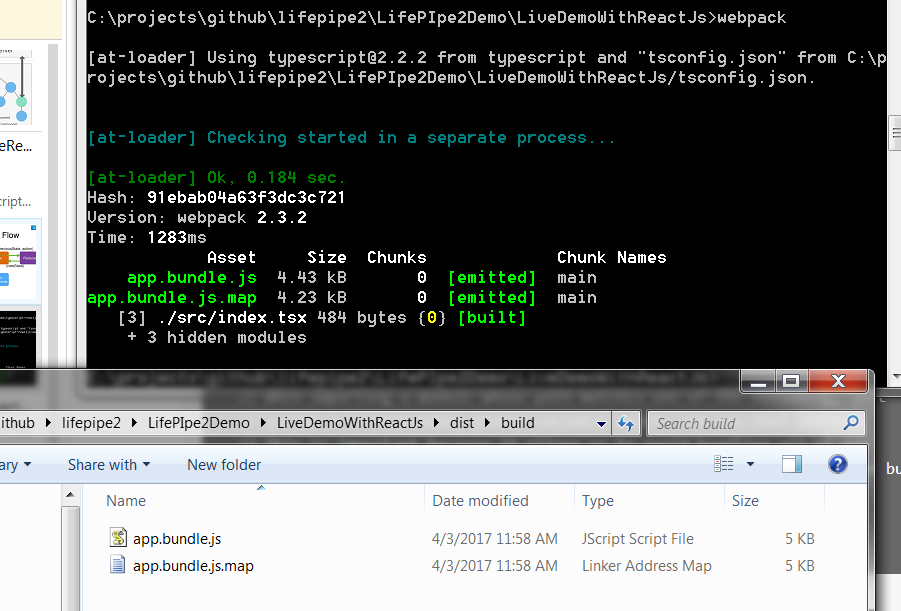 C:\projects\github\lifepipe2\LifePIpe2Demo\LiveDemoWithReactJs>webpack
[at-loader] Using typescript@2.2.2 from typescript and "tsconfig.json" from C:\p
rojects\github\lifepipe2\LifePIpe2Demo\LiveDemoWithReactJs/tsconfig.json.
[at-loader] Checking started in a separate process...
[at-loader] Ok, 0.184 sec.
Hash: 91ebab04a63f3dc3c721
Version: webpack 2.3.2
Time: 1283ms
Asset Size Chunks Chunk Names
app.bundle.js 4.43 kB 0 [emitted] main
app.bundle.js.map 4.23 kB 0 [emitted] main
[3] ./src/index.tsx 484 bytes {0} [built]
+ 3 hidden modules
eRe...
cript...
Flow
ithub lifepipe2 LifePIpe2Demo LiveDemoWithReactJs dist build Search build
ary Share with New folder
bu
Name Date modified Type Size
app.bundle.js 4/3/2017 11:58 AM JScript Script File 5 KB
app.bundle.js.map 4/3/2017 11:58 AM Linker Address Map 5 KB